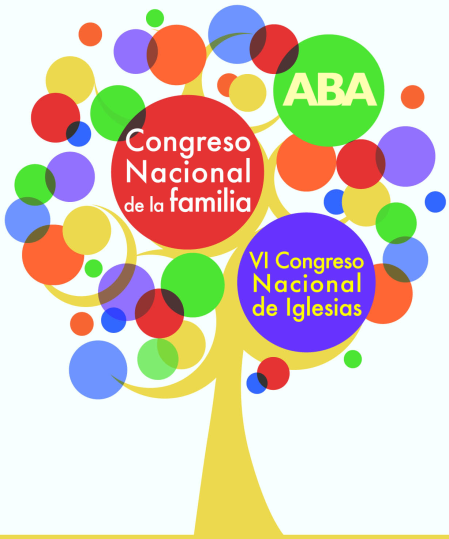 ABA
Congreso
Nacional
de la familia
VI Congreso
Nacional
de Iglesias